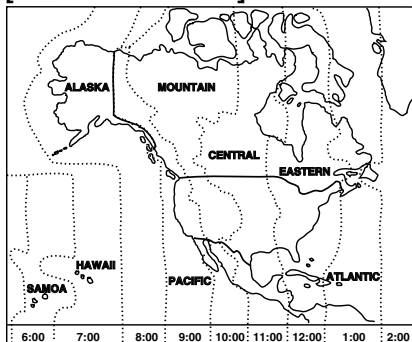 ALASKA MOUNTAIN
CENTRAL
EASTERN
HAWAII
SAMOA
PACIFIC
ATLANTIC
6:00 7:00 8:00 9:00 10:00 11:00 12:00 1:00 2:00